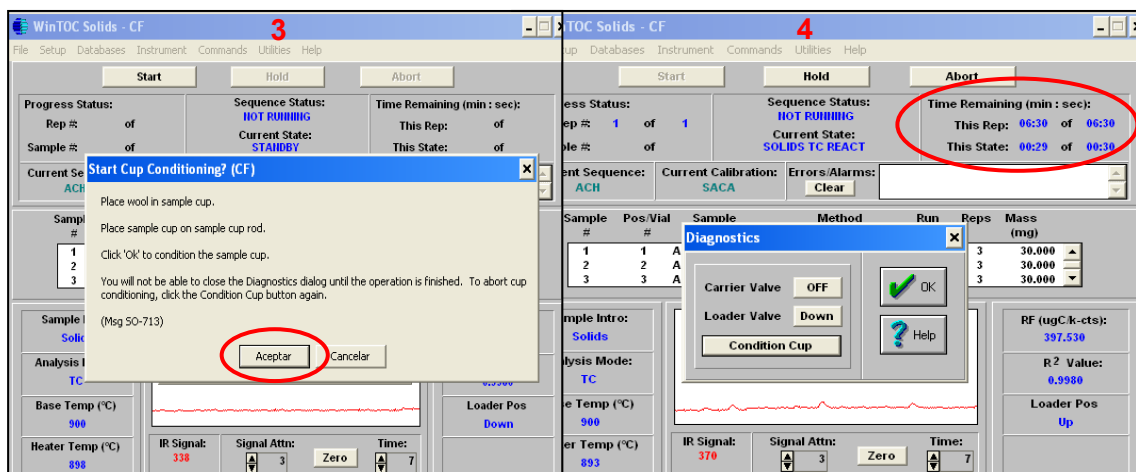 WinTOC Solids - CF
3
File Setup Databases Instrument Commands Utilities Help
Start Hold Abort
Progress Status:
Rep #: of
Sample #: of
Sequence Status:
NOT RUNNING
Current State:
STANDBY
Time Remaining (min : sec):
This Rep: of
This State: of
Current Se
ACH
Start Cup Conditioning? (CF)
Place wool in sample cup.
Place sample cup on sample cup rod.
Click 'Ok' to condition the sample cup.
You will not be able to close the Diagnostics dialog until the operation is finished. To abort cup
conditioning, click the Condition Cup button again.
(Msg SO-713)
Aceptar Cancelar
Samp
#
1
2
3
Sample
Solid
Analysis
TC
Base Temp (°C)
900
Heater Temp (°C)
898
IR Signal:
338
Signal Attn:
3
Zero
Time:
7
Loader Pos
Down
TOC Solids - CF
4
up Databases Instrument Commands Utilities Help
Start Hold Abort
ess Status:
ep #: 1 of 1
ple #: of
Sequence Status:
NOT RUNNING
Current State:
SOLIDS TC REACT
Time Remaining (min : sec):
This Rep: 06:30 of 06:30
This State: 00:29 of 00:30
ent Sequence:
ACH
Current Calibration:
SACA
Errors/Alarms:
Clear
Sample Pos/Vial Sample Method Run Reps Mass
# # (mg)
1 1 A 3 30.000
2 2 A 3 30.000
3 3 A 3 30.000
Diagnostics
Carrier Valve OFF
Loader Valve Down
Condition Cup
OK
Help
mple Intro:
Solids
lysis Mode:
TC
e Temp (°C)
900
er Temp (°C)
893
IR Signal:
370
Signal Attn:
3
Zero
Time:
7
RF (ugC/k-cts):
397.530
R2 Value:
0.9980
Loader Pos
Up